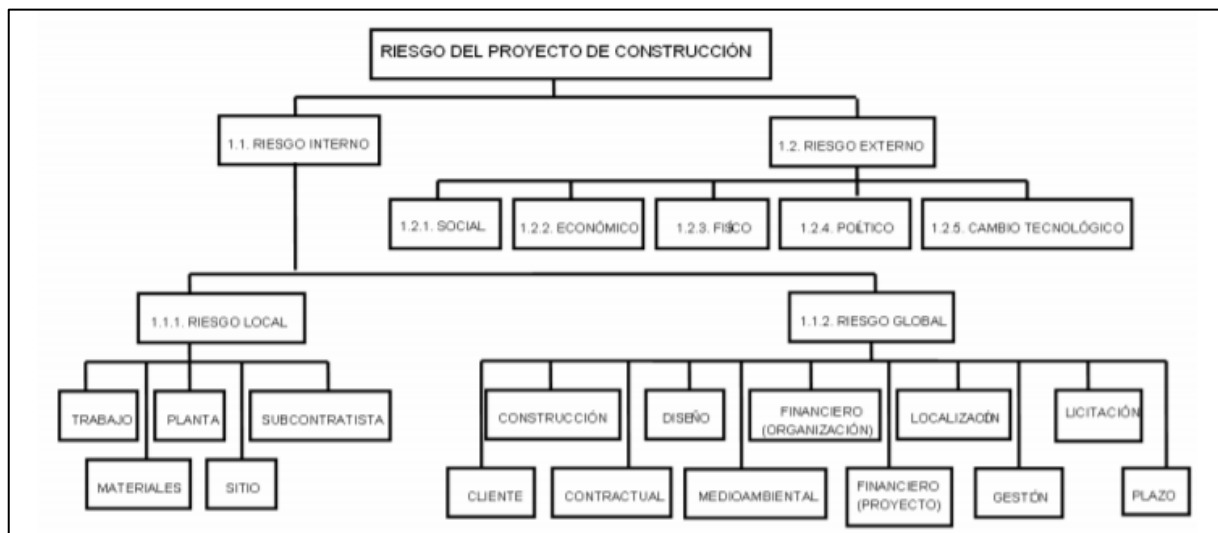 RIESGO DEL PROYECTO DE CONSTRUCCIÓN
1.1. RIESGO INTERNO
1.2. RIESGO EXTERNO
1.2.1. SOCIAL
1.2.2. ECONÓMICO
1.2.3. FISÍCO
1.2.4. POLÍTICO
1.2.5. CAMBIO TECNOLÓGICO
1.1.1. RIESGO LOCAL
1.1.2. RIESGO GLOBAL
TRABAJO
PLANTA
SUBCONTRATISTA
MATERIALES
SITIO
CONSTRUCCIÓN
DISEÑO
FINANCIERO
(ORGANIZACIÓN)
LOCALIZACIÓN
LICITACIÓN
CLIENTE
CONTRACTUAL
MEDIOAMBIENTAL
FINANCIERO
(PROYECTO)
GESTÓN
PLAZO